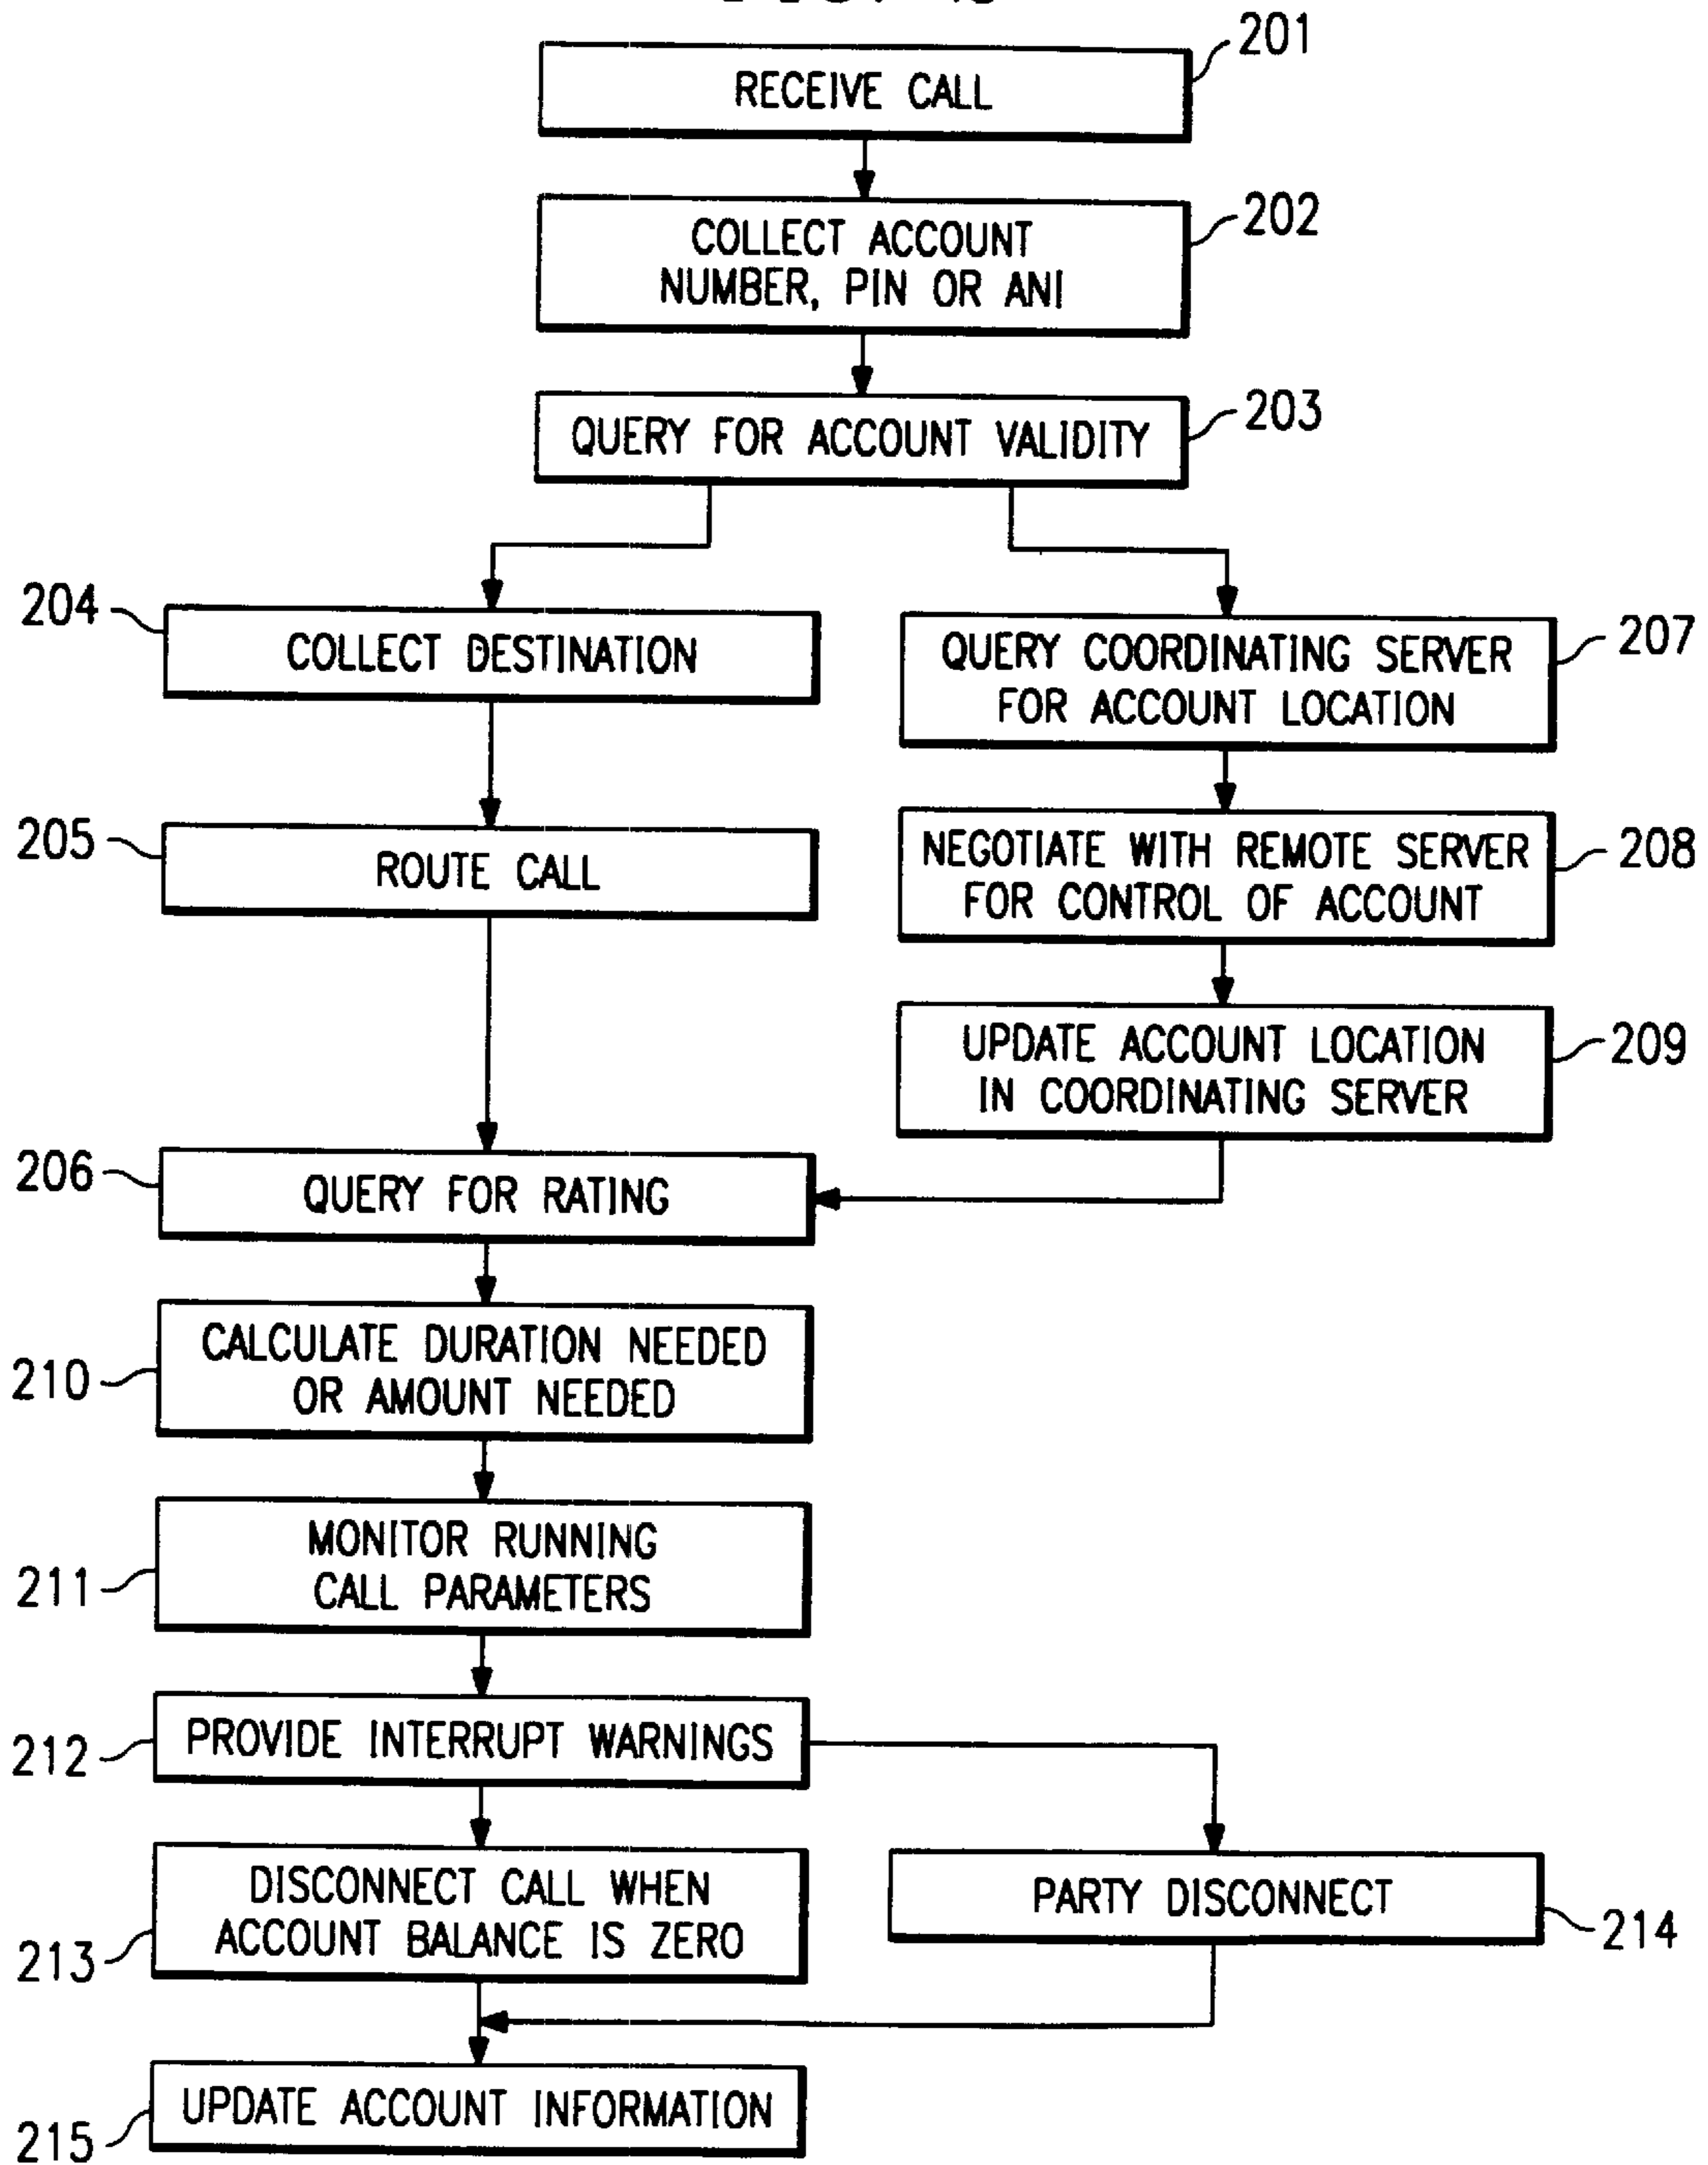 201
RECEIVE CALL
202
COLLECT ACCOUNT
NUMBER, PIN OR ANI
203
QUERY FOR ACCOUNT VALIDITY
204
COLLECT DESTINATION
207
QUERY COORDINATING SERVER
FOR ACCOUNT LOCATION
205
ROUTE CALL
208
NEGOTIATE WITH REMOTE SERVER
FOR CONTROL OF ACCOUNT
209
UPDATE ACCOUNT LOCATION
IN COORDINATING SERVER
206
QUERY FOR RATING
210
CALCULATE DURATION NEEDED
OR AMOUNT NEEDED
211
MONITOR RUNNING
CALL PARAMETERS
212
PROVIDE INTERRUPT WARNINGS
213
DISCONNECT CALL WHEN
ACCOUNT BALANCE IS ZERO
PARTY DISCONNECT
214
215
UPDATE ACCOUNT INFORMATION